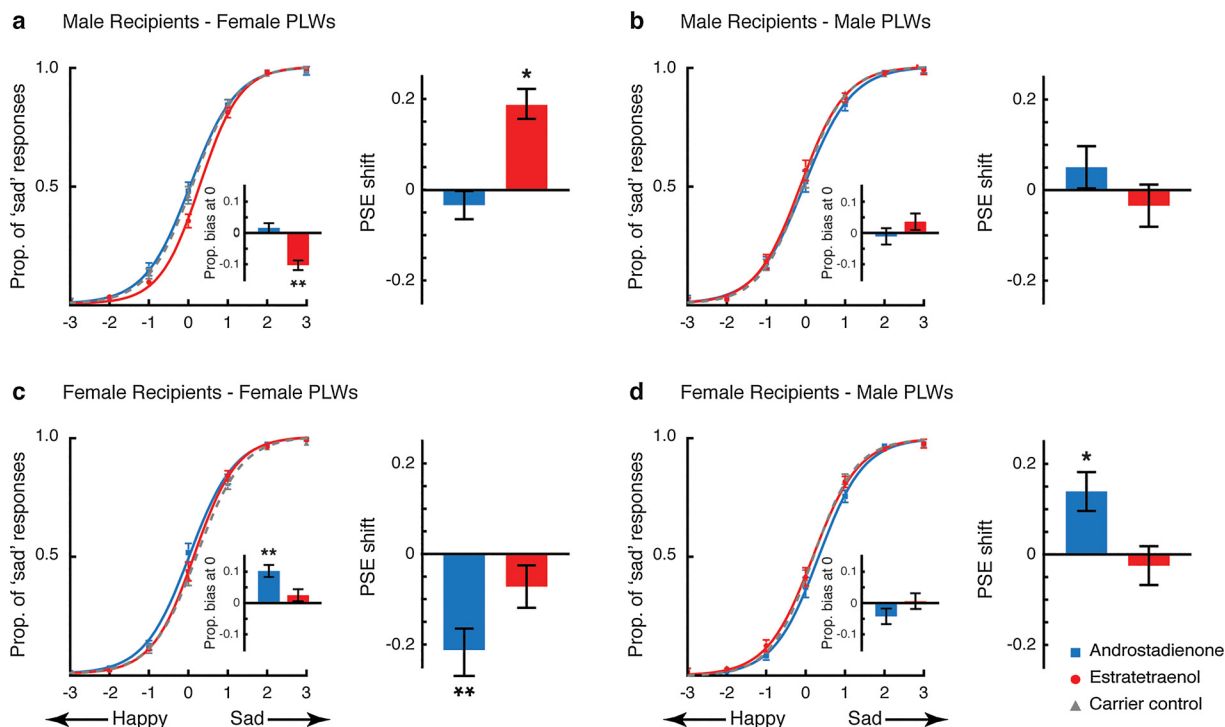 a Male Recipients - Female PLWs
Prop. of ‘sad’ responses
1.0
0.5
-3 -2 -1 0 1 2 3
Prop. bias at 0
0.1
0
-0.1
**
PSE shift
0.2
0
-0.2
*
b Male Recipients - Male PLWs
Prop. of ‘sad’ responses
1.0
0.5
-3 -2 -1 0 1 2 3
Prop. bias at 0
0.1
0
-0.1
PSE shift
0.2
0
-0.2
c Female Recipients - Female PLWs
Prop. of ‘sad’ responses
1.0
0.5
-3 -2 -1 0 1 2 3
Happy Sad
Prop. bias at 0
0.1
0
-0.1
**
PSE shift
0.2
0
-0.2
**
d Female Recipients - Male PLWs
Prop. of ‘sad’ responses
1.0
0.5
-3 -2 -1 0 1 2 3
Happy Sad
Prop. bias at 0
0.1
0
-0.1
PSE shift
0.2
0
-0.2
*
Androstadienone
Estratetraenol
Carrier control